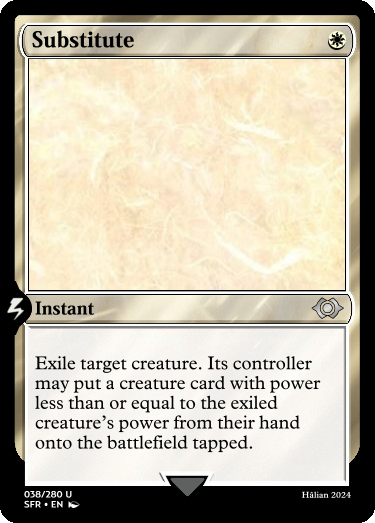 Substitute
Instant
Exile target creature. Its controller
may put a creature card with power
less than or equal to the exiled
creature’s power from their hand
onto the battlefield tapped.
038/280 U
SFR • EN
Hālian 2024